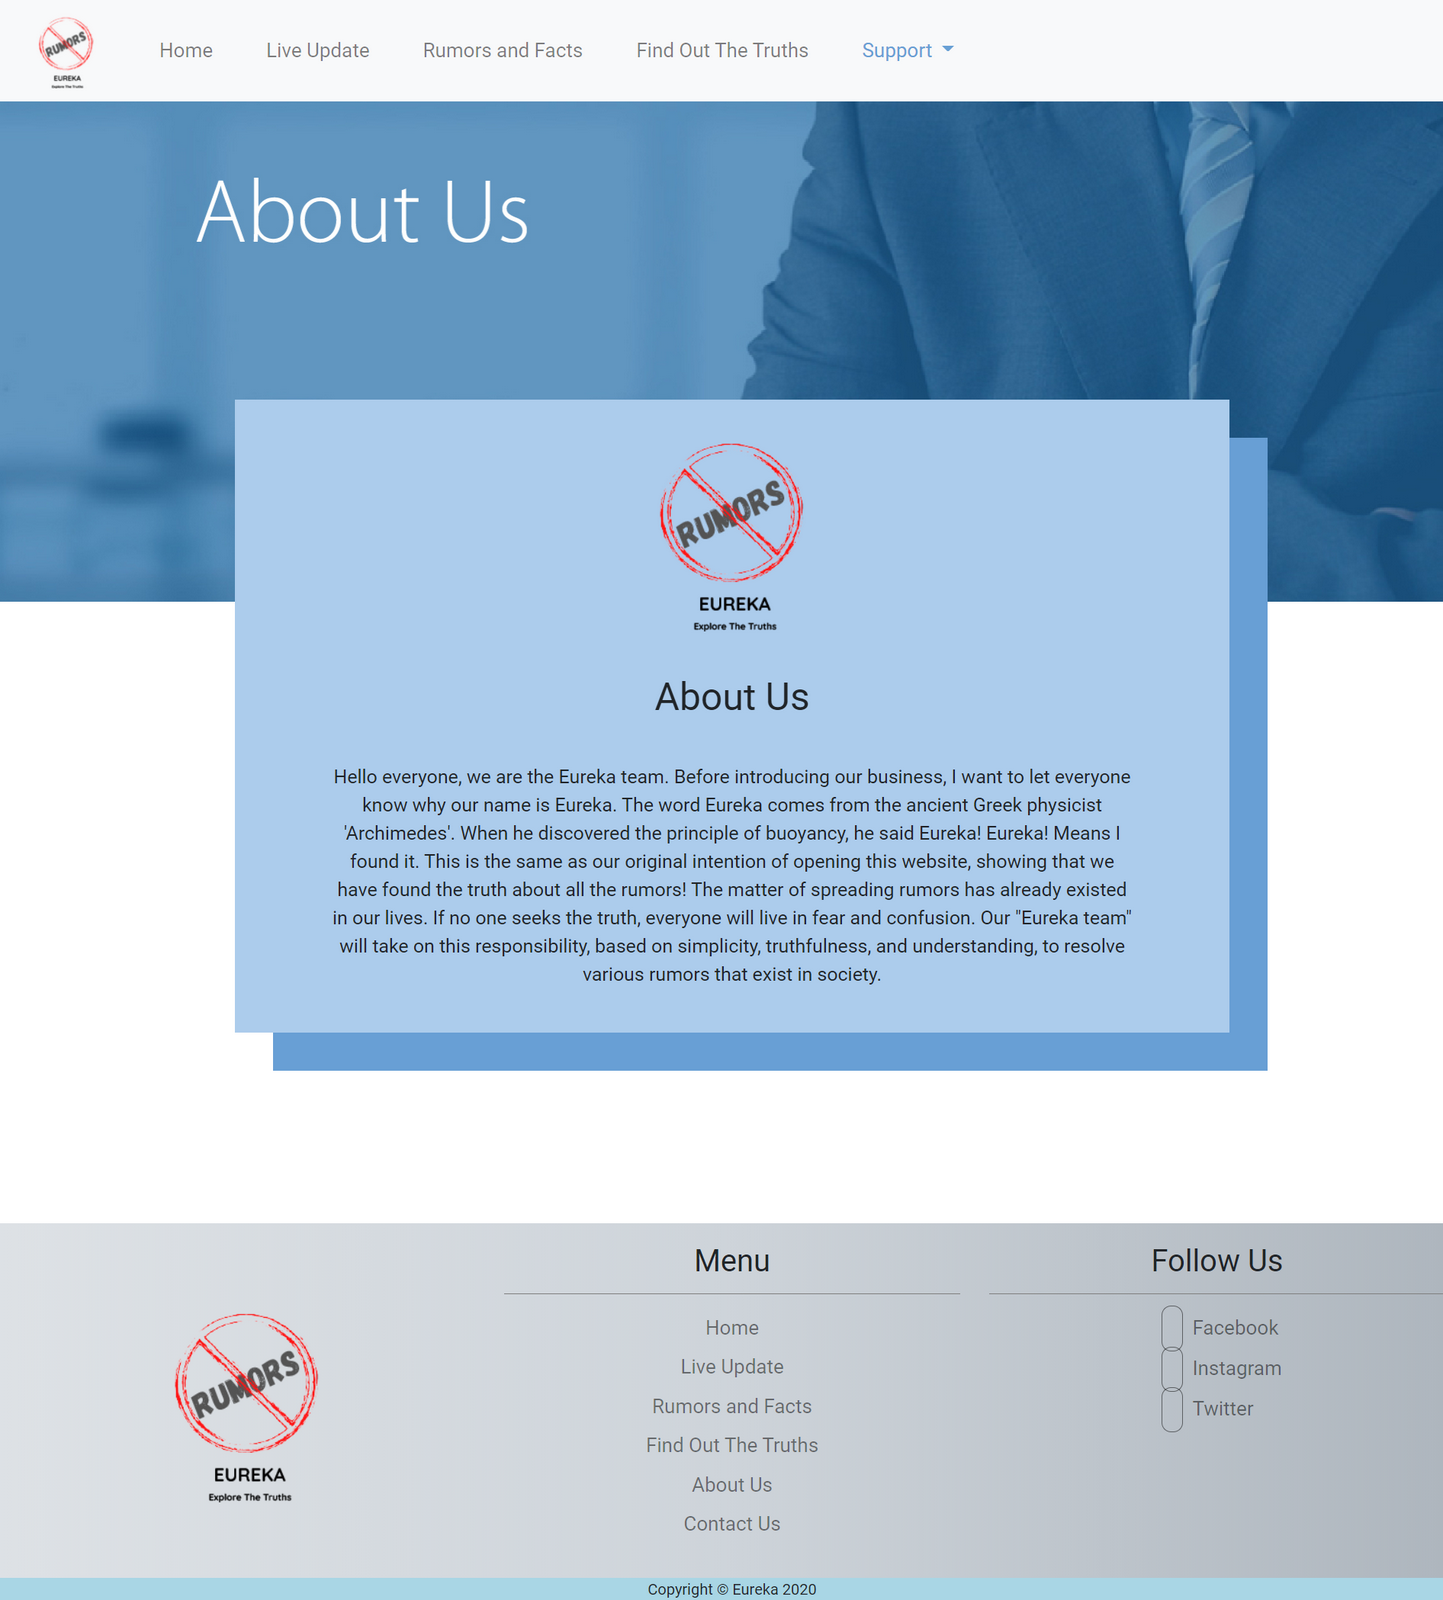 RUMORS
EUREKA
Explore The Truths
Home
Live Update
Rumors and Facts
Find Out The Truths
Support
About Us
RUMORS
EUREKA
Explore The Truths
About Us
Hello everyone, we are the Eureka team. Before introducing our business, I want to let everyone
know why our name is Eureka. The word Eureka comes from the ancient Greek physicist
'Archimedes'. When he discovered the principle of buoyancy, he said Eureka! Eureka! Means I
found it. This is the same as our original intention of opening this website, showing that we
have found the truth about all the rumors! The matter of spreading rumors has already existed
in our lives. If no one seeks the truth, everyone will live in fear and confusion. Our "Eureka team"
will take on this responsibility, based on simplicity, truthfulness, and understanding, to resolve
various rumors that exist in society.
RUMORS
EUREKA
Explore The Truths
Menu
Home
Live Update
Rumors and Facts
Find Out The Truths
About Us
Contact Us
Follow Us
Facebook
Instagram
Twitter
Copyright © Eureka 2020